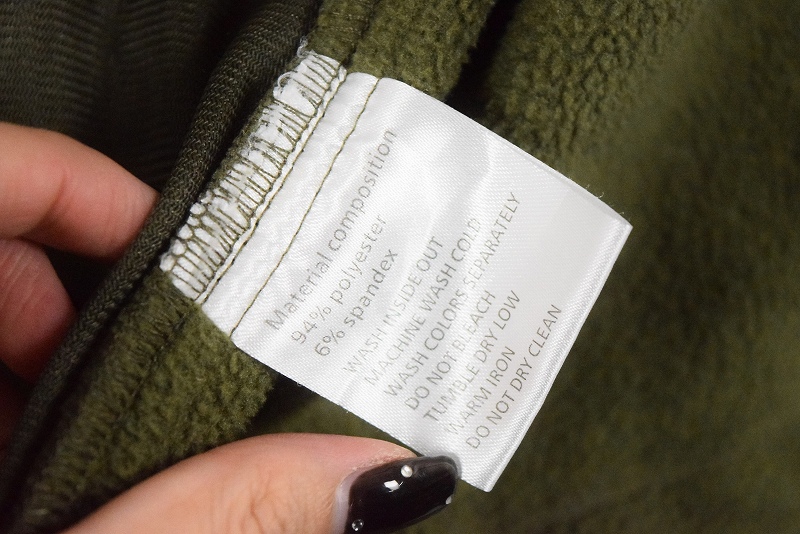 Material composition
94% polyester
6% spandex
WASH INSIDE OUT
MACHINE WASH COLD
WASH COLORS SEPARATELY
DO NOT BLEACH
TUMBLE DRY LOW
WARM IRON
DO NOT DRY CLEAN